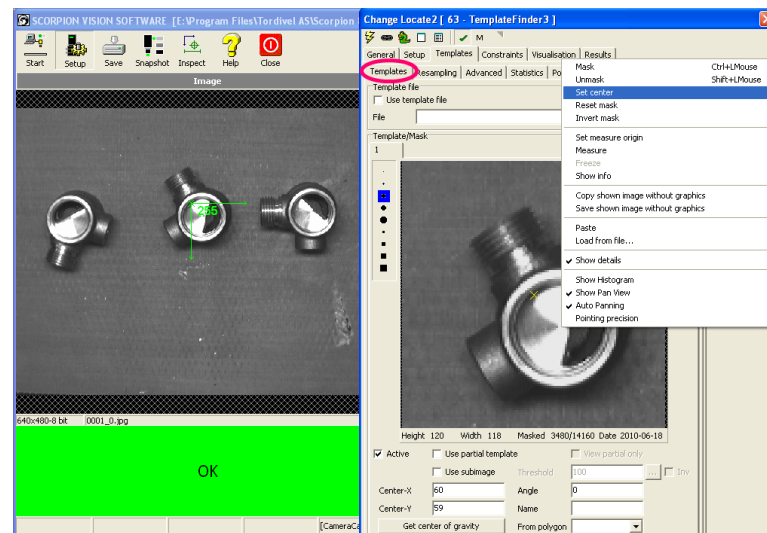 SCORPION VISION SOFTWARE [E:\Program Files\Tordivel AS\Scorpion
Start Setup Save Snapshot Inspect Help Close
Image
255
640x480-8 bit 0001_0.jpg
OK
[CameraCa
Change Locate2 [ 63 - TemplateFinder3 ]
M
General Setup Templates Constraints Visualisation Results
Templates Resampling Advanced Statistics Po
Template file
Use template file
File
Template/Mask
1
Mask Ctrl+LMouse
Unmask Shift+LMouse
Set center
Reset mask
Invert mask
Set measure origin
Measure
Freeze
Show info
Copy shown image without graphics
Save shown image without graphics
Paste
Load from file...
Show details
Show Histogram
Show Pan View
Auto Panning
Pointing precision
Height 120 Width 118 Masked 3480/14160 Date 2010-06-18
Active Use partial template View partial only
Use subimage Threshold 100 ... Inv
Center-X 60 Angle 0
Center-Y 59 Name
Get center of gravity From polygon